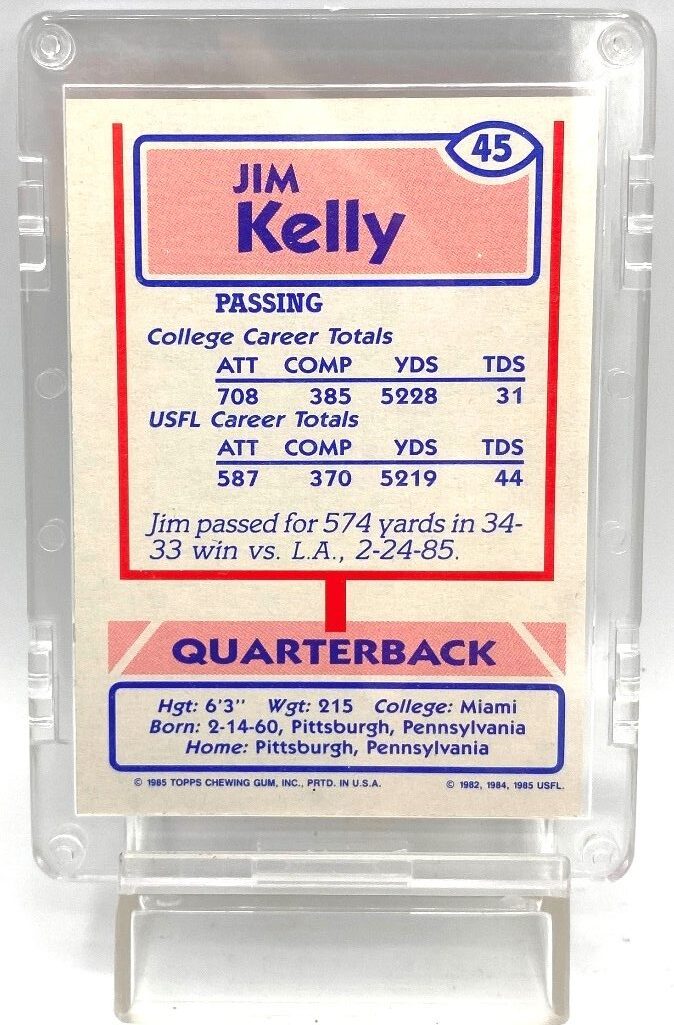 45
JIM
Kelly
PASSING
College Career Totals
ATT COMP YDS TDS
708 385 5228 31
USFL Career Totals
ATT COMP YDS TDS
587 370 5219 44
Jim passed for 574 yards in 34-
33 win vs. L.A., 2-24-85.
QUARTERBACK
Hgt: 6'3" Wgt: 215 College: Miami
Born: 2-14-60, Pittsburgh, Pennsylvania
Home: Pittsburgh, Pennsylvania
© 1985 TOPPS CHEWING GUM, INC., PRTD. IN U.S.A. © 1982, 1984, 1985 USFL.